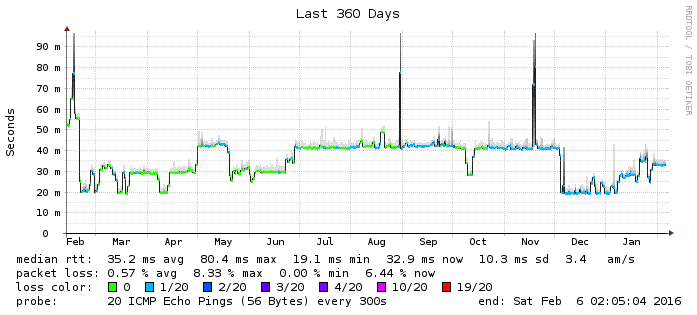 Last 360 Days
RRDTOOL / TOBI OETIKER
Seconds
90 m
80 m
70 m
60 m
50 m
40 m
30 m
20 m
10 m
0
Feb Mar Apr May Jun Jul Aug Sep Oct Nov Dec Jan
median rtt: 35.2 ms avg 80.4 ms max 19.1 ms min 32.9 ms now 10.3 ms sd 3.4 am/s
packet loss: 0.57 % avg 8.33 % max 0.00 % min 6.44 % now
loss color: 0 1/20 2/20 3/20 4/20 10/20 19/20
probe: 20 ICMP Echo Pings (56 Bytes) every 300s end: Sat Feb 6 02:05:04 2016